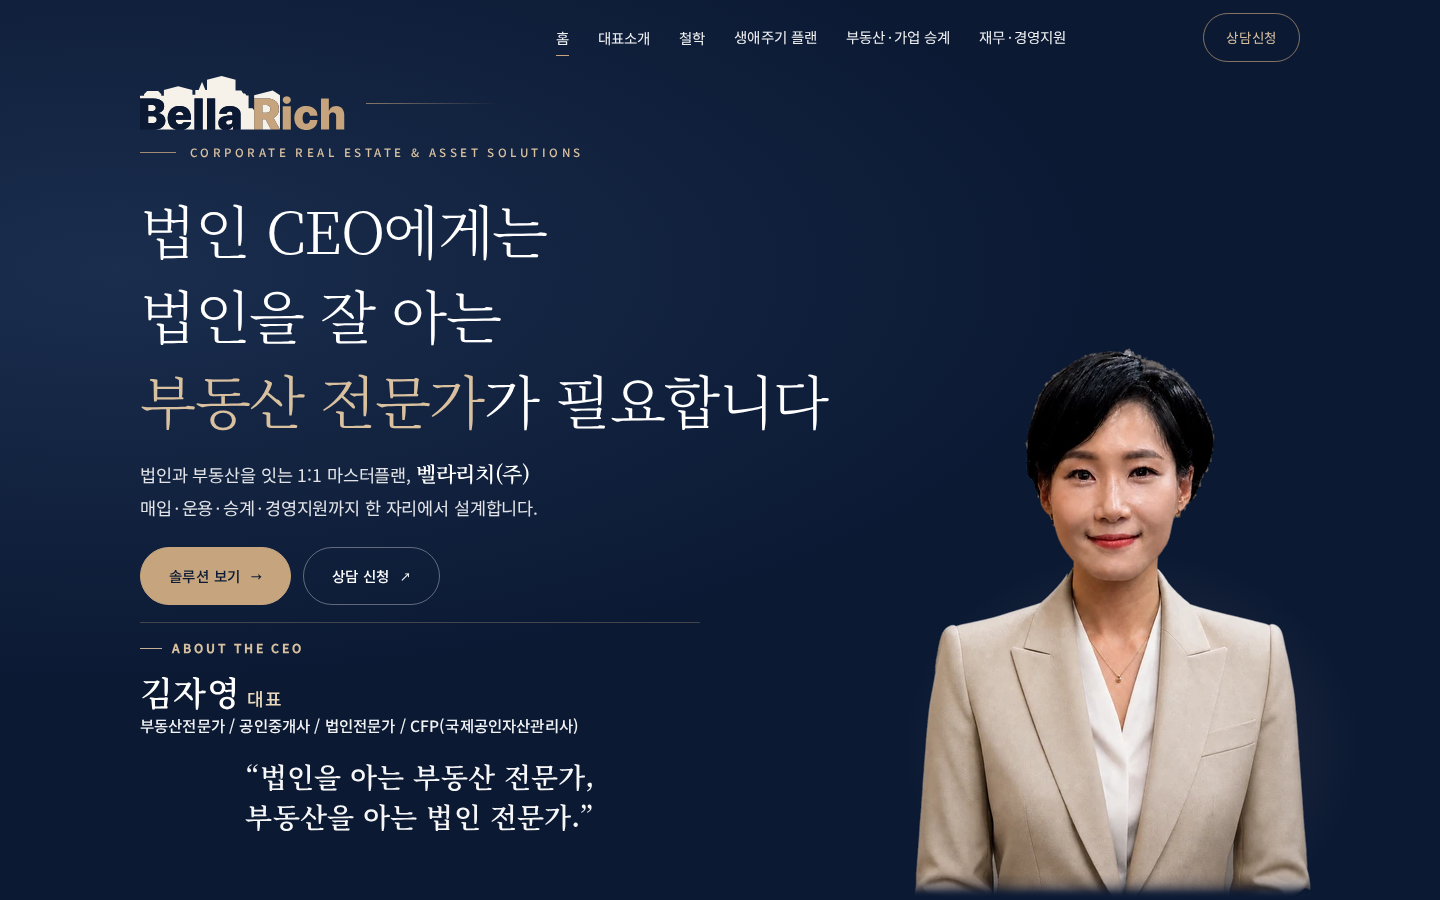 홈 대표소개 철학 생애주기 플랜 부동산·가업 승계 재무·경영지원 상담신청
Bella Rich
CORPORATE REAL ESTATE & ASSET SOLUTIONS
법인 CEO에게는
법인을 잘 아는
부동산 전문가가 필요합니다
법인과 부동산을 잇는 1:1 마스터플랜, 벨라리치(주)
매입·운용·승계·경영지원까지 한 자리에서 설계합니다.
솔루션 보기 → 상담 신청 ↗
ABOUT THE CEO
김자영 대표
부동산전문가 / 공인중개사 / 법인전문가 / CFP(국제공인자산관리사)
“법인을 아는 부동산 전문가,
부동산을 아는 법인 전문가.”